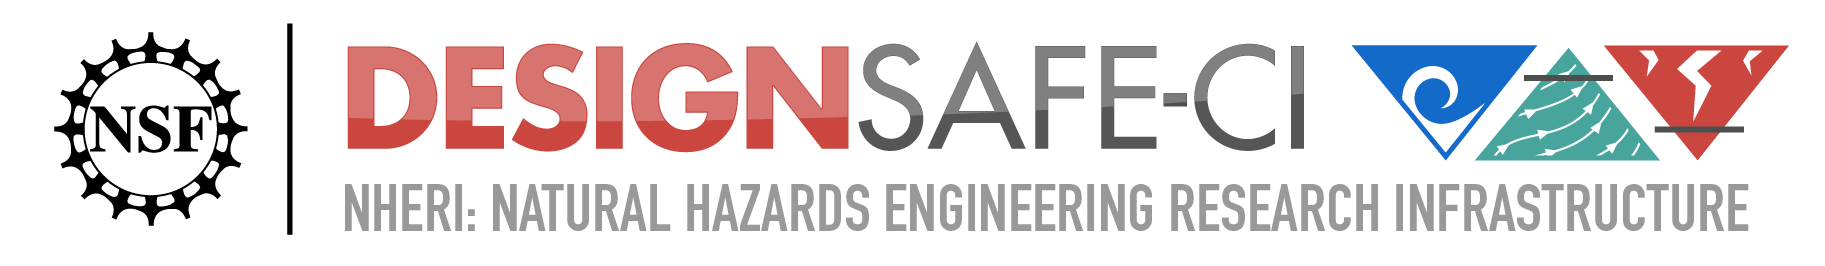 NSF
DESIGNSAFE-CI
NHERI: NATURAL HAZARDS ENGINEERING RESEARCH INFRASTRUCTURE